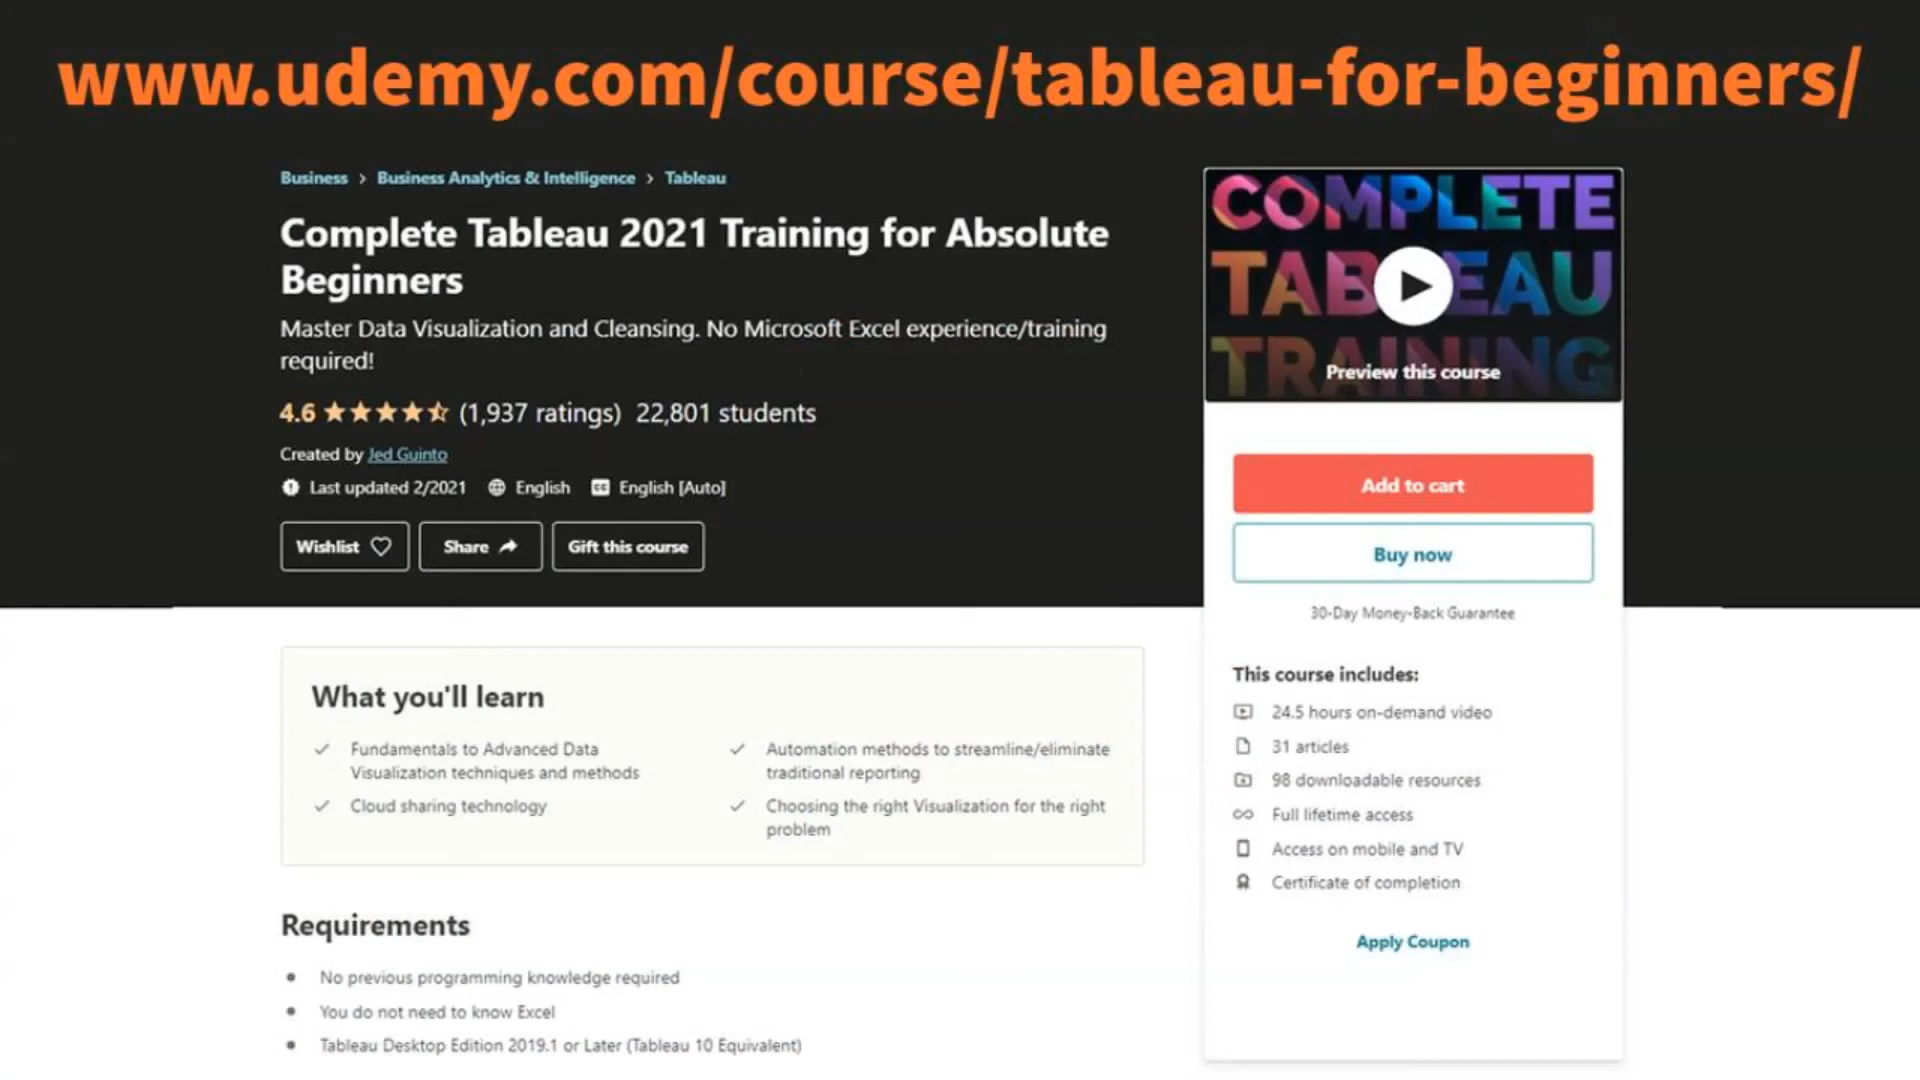 www.udemy.com/course/tableau-for-beginners/
Business > Business Analytics & Intelligence > Tableau
Complete Tableau 2021 Training for Absolute
Beginners
Master Data Visualization and Cleansing. No Microsoft Excel experience/training
required!
4.6 (1,937 ratings) 22,801 students
Created by Jed Guinto
Last updated 2/2021 English CC English [Auto]
Wishlist Share Gift this course
COMPLETE
TABLEAU
TRAINING
Preview this course
Add to cart
Buy now
30-Day Money-Back Guarantee
This course includes:
24.5 hours on-demand video
31 articles
98 downloadable resources
Full lifetime access
Access on mobile and TV
Certificate of completion
Apply Coupon
What you'll learn
Fundamentals to Advanced Data
Visualization techniques and methods
Cloud sharing technology
Automation methods to streamline/eliminate
traditional reporting
Choosing the right Visualization for the right
problem
Requirements
No previous programming knowledge required
You do not need to know Excel
Tableau Desktop Edition 2019.1 or Later (Tableau 10 Equivalent)